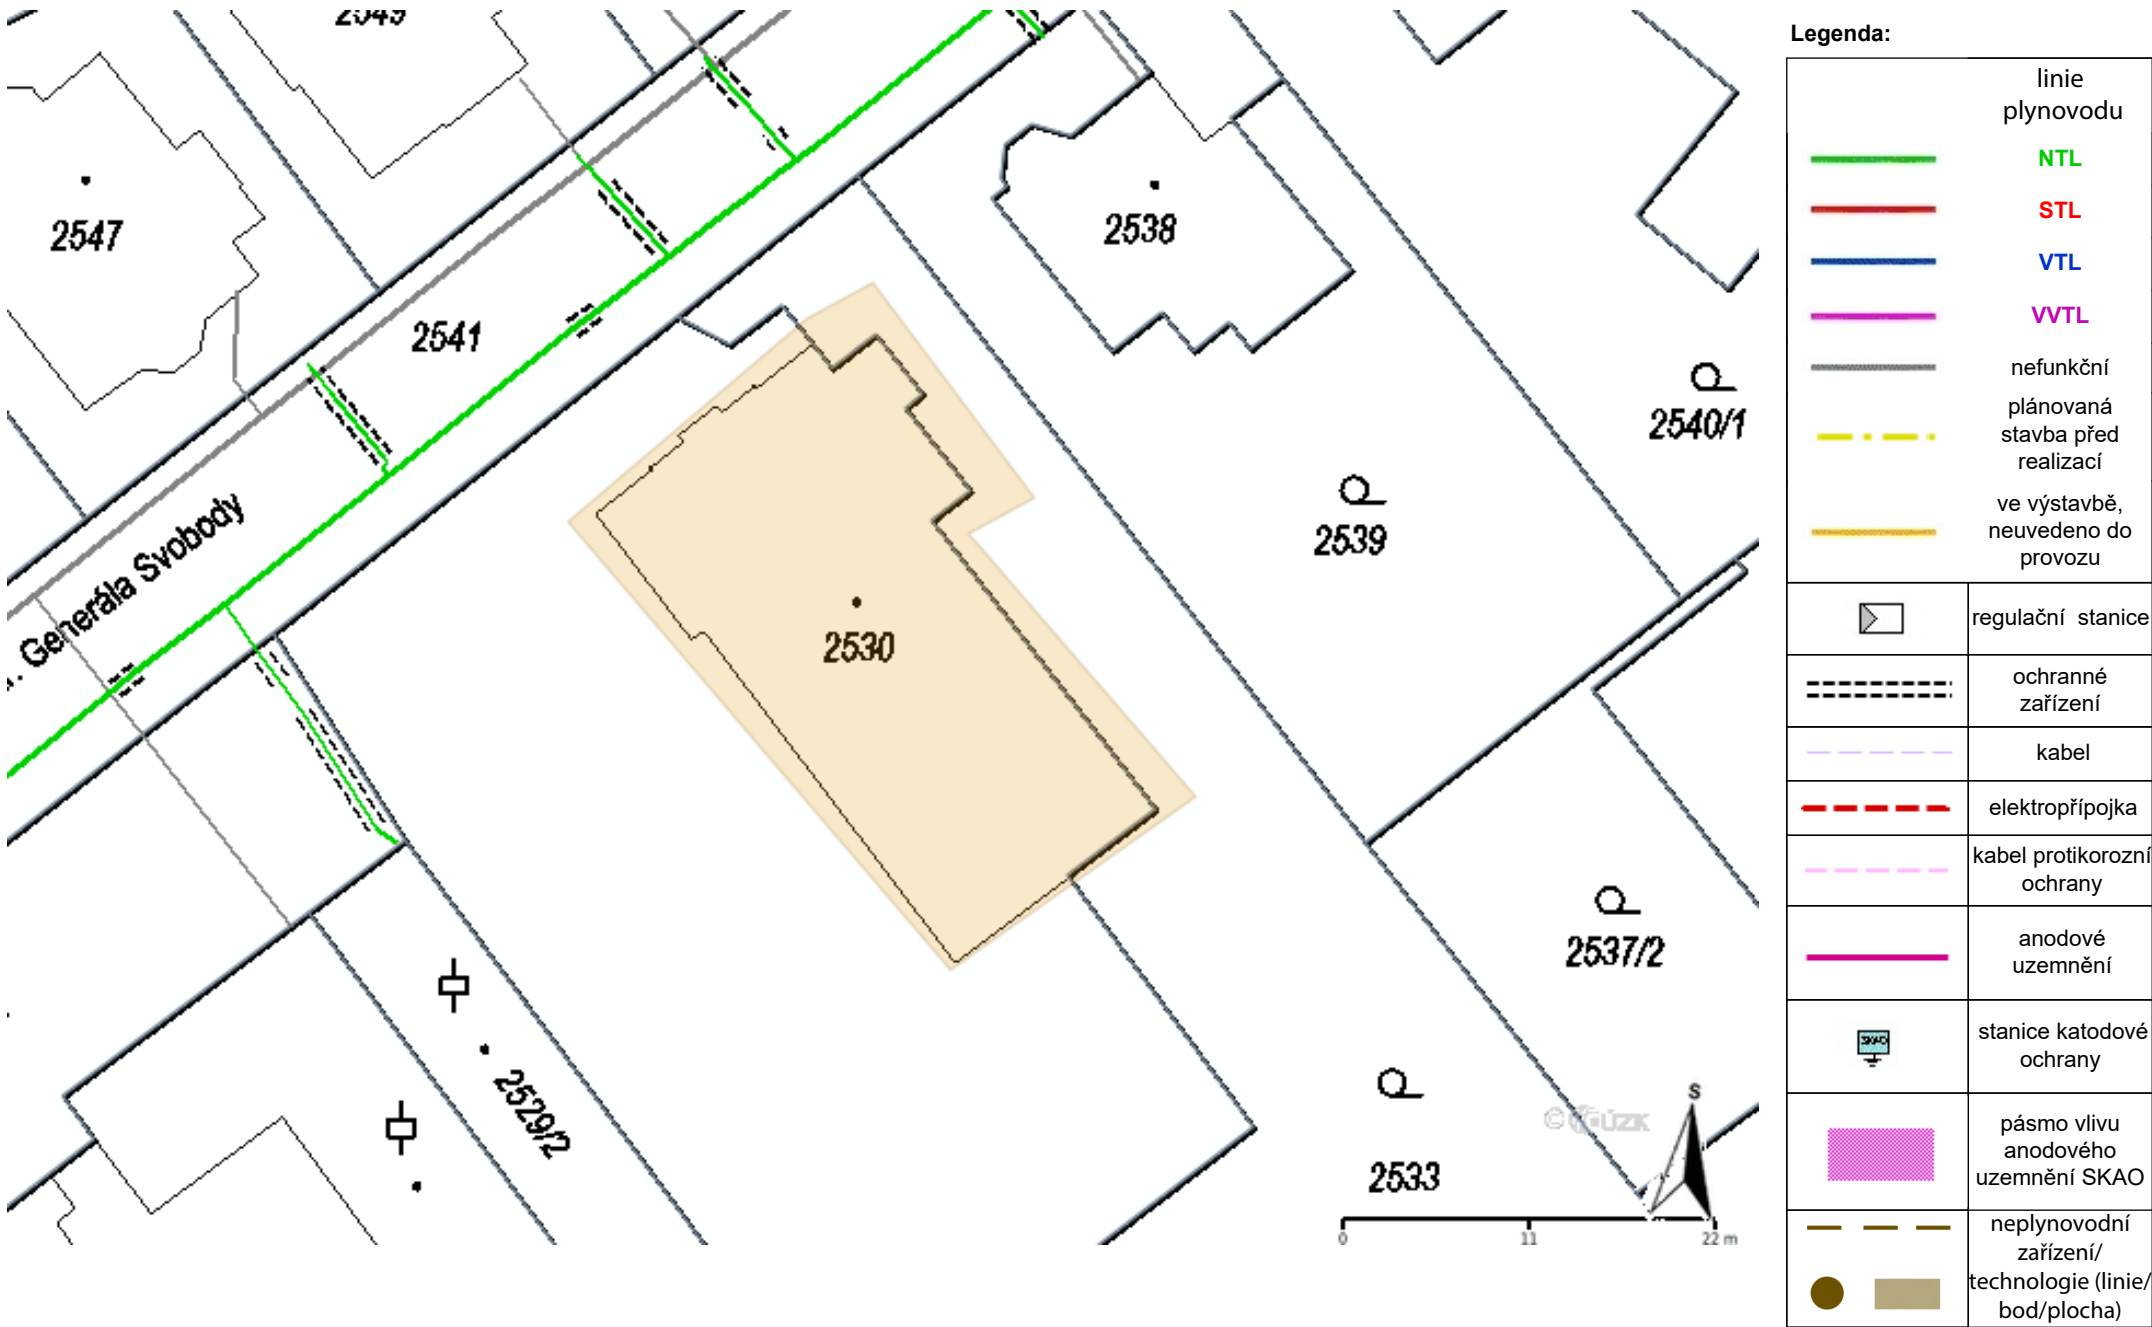 2549
2547
2541
2538
2540/1
2539
2530
. Generála Svobody
2537/2
2529/2
2533
S
0 11 22 m
Legenda:
linie
plynovodu
NTL
STL
VTL
VVTL
nefunkční
plánovaná
stavba před
realizací
ve výstavbě,
neuvedeno do
provozu
regulační stanice
ochranné
zařízení
kabel
elektropřípojka
kabel protikorozní
ochrany
anodové
uzemnění
SKAO
stanice katodové
ochrany
pásmo vlivu
anodového
uzemnění SKAO
neplynovodní
zařízení/
technologie (linie/
bod/plocha)